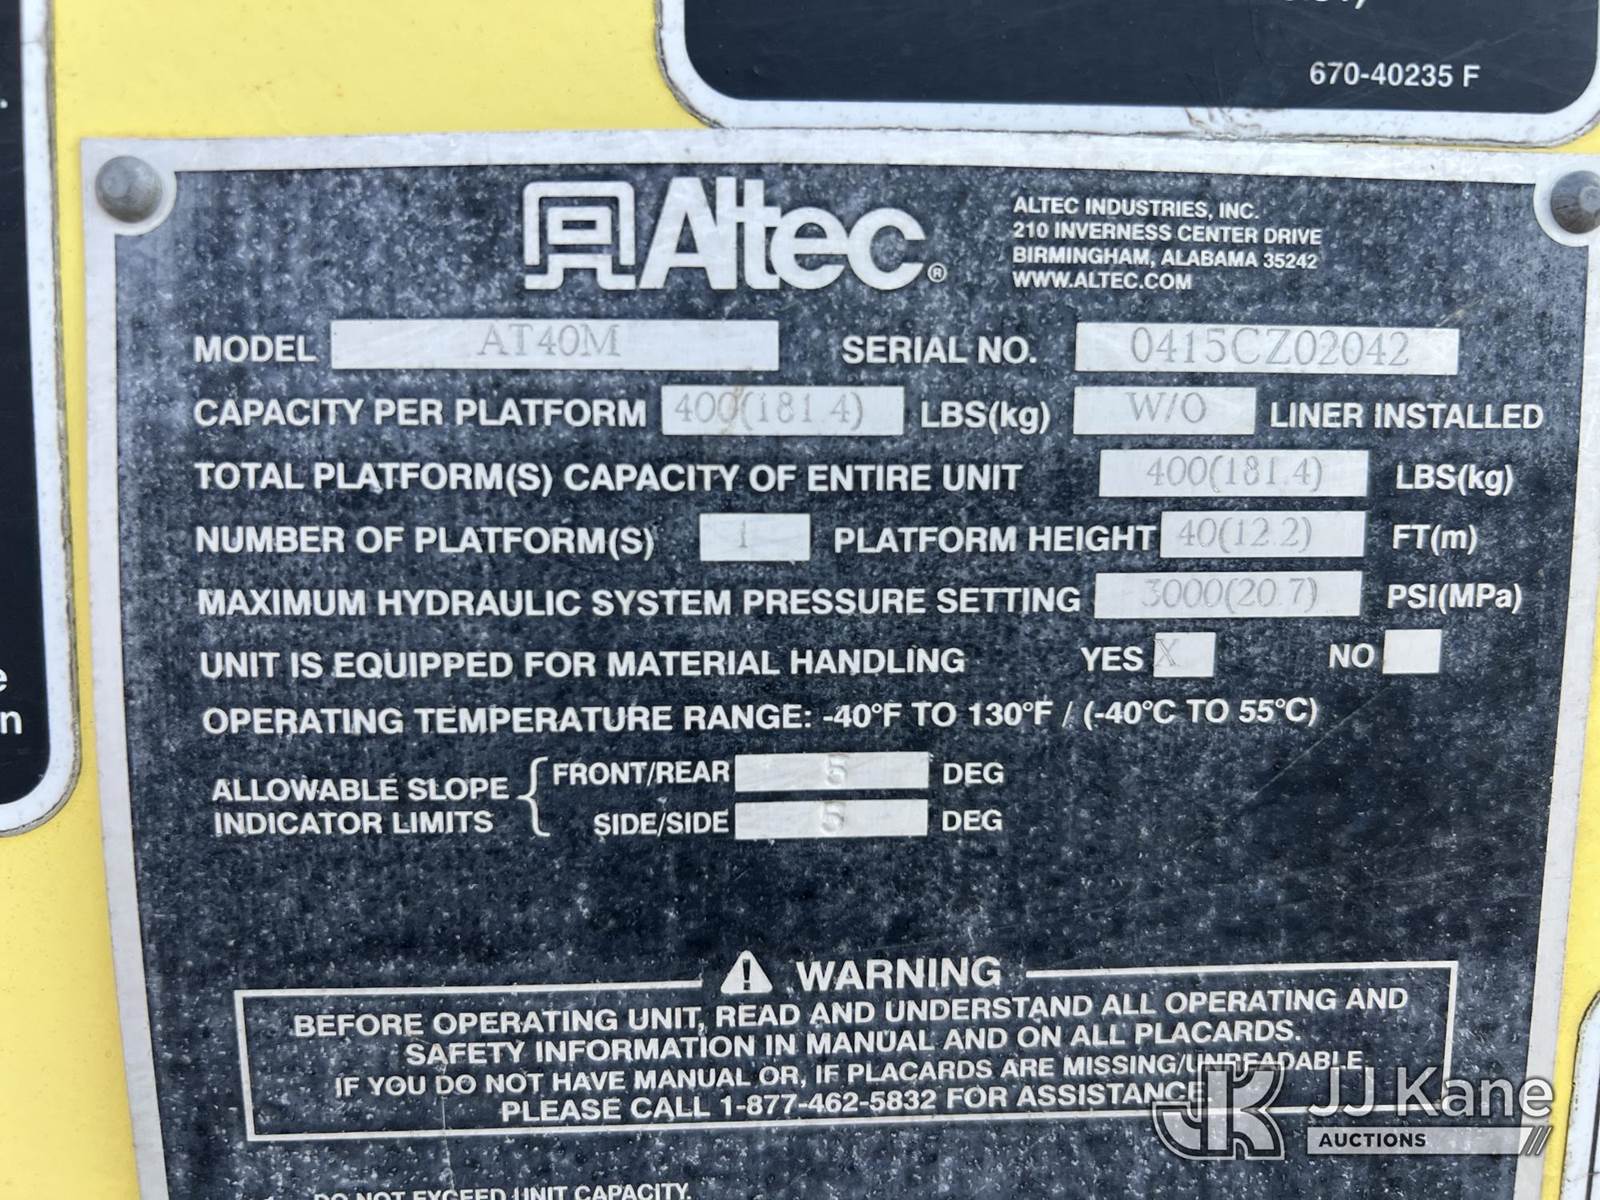 670-40235 F
Altec®
ALTEC INDUSTRIES, INC.
210 INVERNESS CENTER DRIVE
BIRMINGHAM, ALABAMA 35242
WWW.ALTEC.COM
MODEL AT40M SERIAL NO. 0415CZ02042
CAPACITY PER PLATFORM 400(181.4) LBS(kg) W/O LINER INSTALLED
TOTAL PLATFORM(S) CAPACITY OF ENTIRE UNIT 400(181.4) LBS(kg)
NUMBER OF PLATFORM(S) 1 PLATFORM HEIGHT 40(12.2) FT(m)
MAXIMUM HYDRAULIC SYSTEM PRESSURE SETTING 3000(20.7) PSI(MPa)
UNIT IS EQUIPPED FOR MATERIAL HANDLING YES X NO
OPERATING TEMPERATURE RANGE: -40°F TO 130°F / (-40°C TO 55°C)
ALLOWABLE SLOPE INDICATOR LIMITS { FRONT/REAR 5 DEG
SIDE/SIDE 5 DEG
WARNING
BEFORE OPERATING UNIT, READ AND UNDERSTAND ALL OPERATING AND
SAFETY INFORMATION IN MANUAL AND ON ALL PLACARDS.
IF YOU DO NOT HAVE MANUAL OR, IF PLACARDS ARE MISSING/UNREADABLE,
PLEASE CALL 1-877-462-5832 FOR ASSISTANCE.
DO NOT EXCEED UNIT CAPACITY.
JK JJ Kane
AUCTIONS